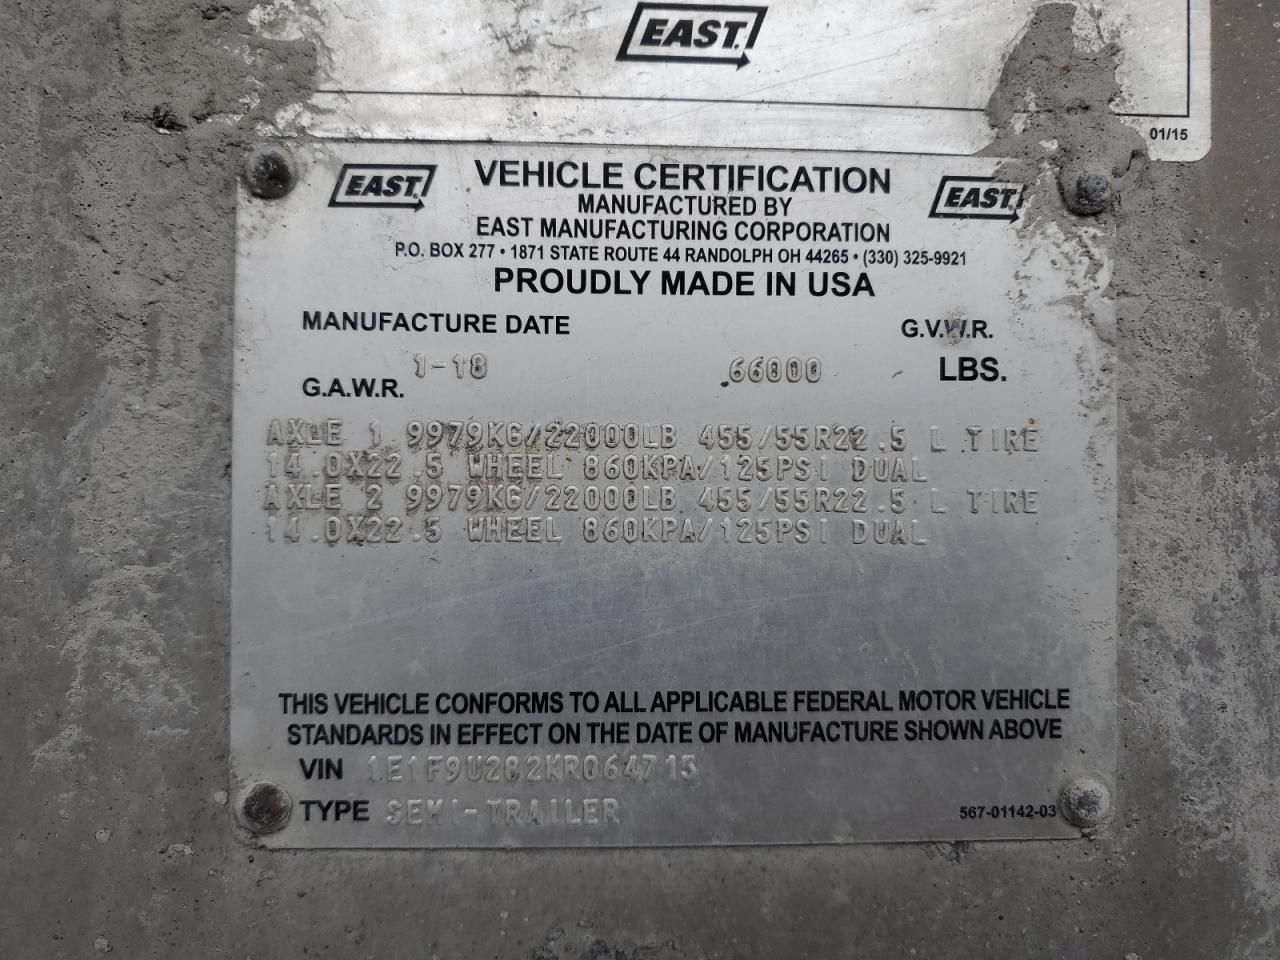 EAST.
01/15
EAST. VEHICLE CERTIFICATION EAST.
MANUFACTURED BY
EAST MANUFACTURING CORPORATION
P.O. BOX 277 • 1871 STATE ROUTE 44 RANDOLPH OH 44265 • (330) 325-9921
PROUDLY MADE IN USA
MANUFACTURE DATE G.V.W.R.
1-18 66000 LBS.
G.A.W.R.
AXLE 1 9979KG/22000LB 455/55R22.5 L TIRE
14.0X22.5 WHEEL 860KPA/125PSI DUAL
AXLE 2 9979KG/22000LB 455/55R22.5 L TIRE
14.0X22.5 WHEEL 860KPA/125PSI DUAL
THIS VEHICLE CONFORMS TO ALL APPLICABLE FEDERAL MOTOR VEHICLE
STANDARDS IN EFFECT ON THE DATE OF MANUFACTURE SHOWN ABOVE
VIN 1E1F9U282KR064715
TYPE SEMI-TRAILER 567-01142-03